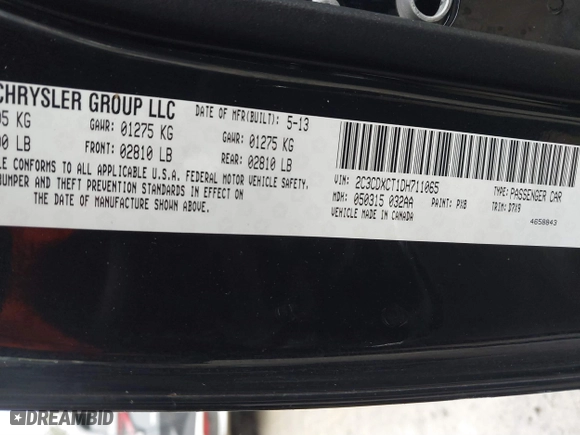 CHRYSLER GROUP LLC
DATE OF MFR(BUILT): 5-13
KG GAWR: 01275 KG GAWR: 01275 KG
LB FRONT: 02810 LB REAR: 02810 LB
CONFORMS TO ALL APPLICABLE U.S.A. FEDERAL MOTOR VEHICLE SAFETY,
BUMPER AND THEFT PREVENTION STANDARDS IN EFFECT ON
THE DATE OF MANUFACTURE SHOWN ABOVE.
VIN: 2C3CDXCT1DH711065 TYPE: PASSENGER CAR
MDH: 050315 032AA PAINT: PX8 TRIM: D7X9
VEHICLE MADE IN CANADA
4658843
DREAMBID